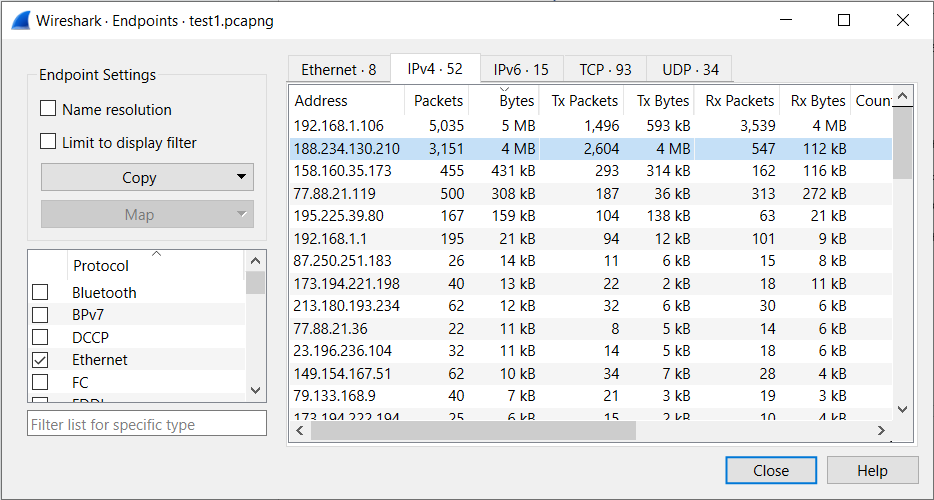 Wireshark · Endpoints · test1.pcapng
Endpoint Settings
Name resolution
Limit to display filter
Copy
Map
Protocol
Bluetooth
BPv7
DCCP
Ethernet
FC
FDDI
Filter list for specific type
Ethernet · 8 IPv4 · 52 IPv6 · 15 TCP · 93 UDP · 34
Address Packets Bytes Tx Packets Tx Bytes Rx Packets Rx Bytes Coun
192.168.1.106 5,035 5 MB 1,496 593 kB 3,539 4 MB
188.234.130.210 3,151 4 MB 2,604 4 MB 547 112 kB
158.160.35.173 455 431 kB 293 314 kB 162 116 kB
77.88.21.119 500 308 kB 187 36 kB 313 272 kB
195.225.39.80 167 159 kB 104 138 kB 63 21 kB
192.168.1.1 195 21 kB 94 12 kB 101 9 kB
87.250.251.183 26 14 kB 11 6 kB 15 8 kB
173.194.221.198 40 13 kB 22 2 kB 18 11 kB
213.180.193.234 62 12 kB 32 6 kB 30 6 kB
77.88.21.36 22 11 kB 8 5 kB 14 6 kB
23.196.236.104 32 11 kB 14 5 kB 18 6 kB
149.154.167.51 62 10 kB 34 7 kB 28 4 kB
79.133.168.9 40 7 kB 21 3 kB 19 3 kB
173.194.222.194 25 6 kB 15 2 kB 10 4 kB
Close Help